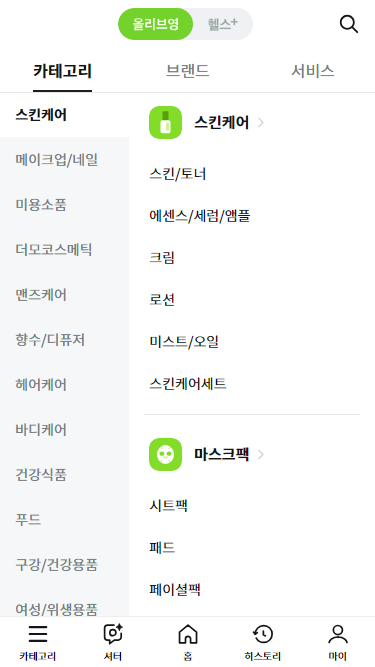 올리브영 헬스+
카테고리 브랜드 서비스
스킨케어
메이크업/네일
미용소품
더모코스메틱
맨즈케어
향수/디퓨저
헤어케어
바디케어
건강식품
푸드
구강/건강용품
여성/위생용품
스킨케어
스킨/토너
에센스/세럼/앰플
크림
로션
미스트/오일
스킨케어세트
마스크팩
시트팩
패드
페이셜팩
카테고리 셔터 홈 히스토리 마이